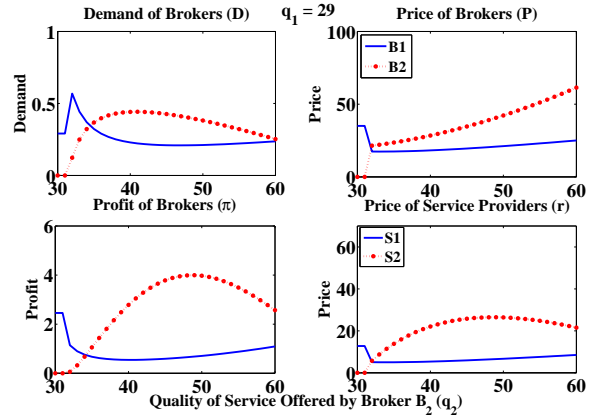 Demand of Brokers (D)
q1 = 29
Price of Brokers (P)
1
0.5
0
Demand
30 40 50 60
100
50
0
Price
B1
B2
30 40 50 60
Profit of Brokers (π)
Price of Service Providers (r)
6
4
2
0
Profit
30 40 50 60
60
40
20
0
Price
S1
S2
30 40 50 60
Quality of Service Offered by Broker B2 (q2)